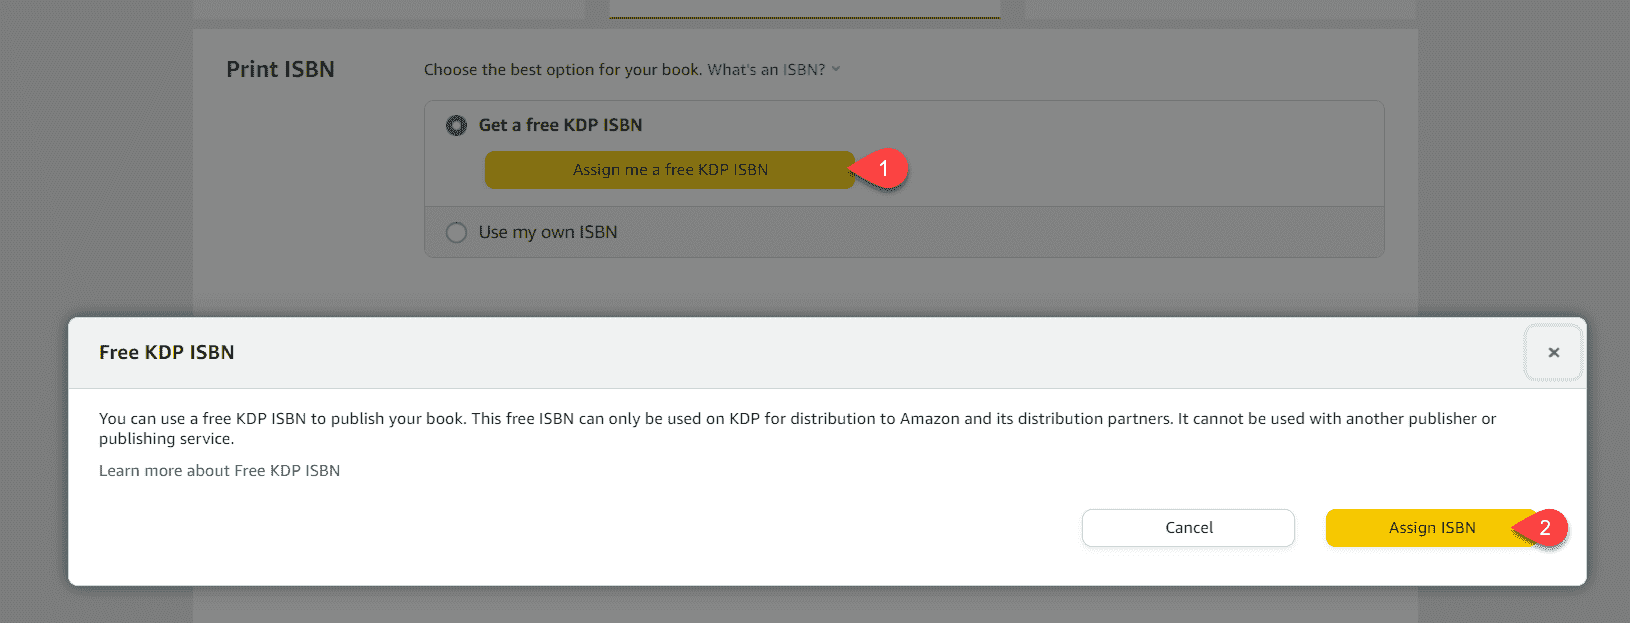 Print ISBN
Choose the best option for your book. What's an ISBN?
Get a free KDP ISBN
Assign me a free KDP ISBN
1
Use my own ISBN
Free KDP ISBN
×
You can use a free KDP ISBN to publish your book. This free ISBN can only be used on KDP for distribution to Amazon and its distribution partners. It cannot be used with another publisher or
publishing service.
Learn more about Free KDP ISBN
Cancel
Assign ISBN
2